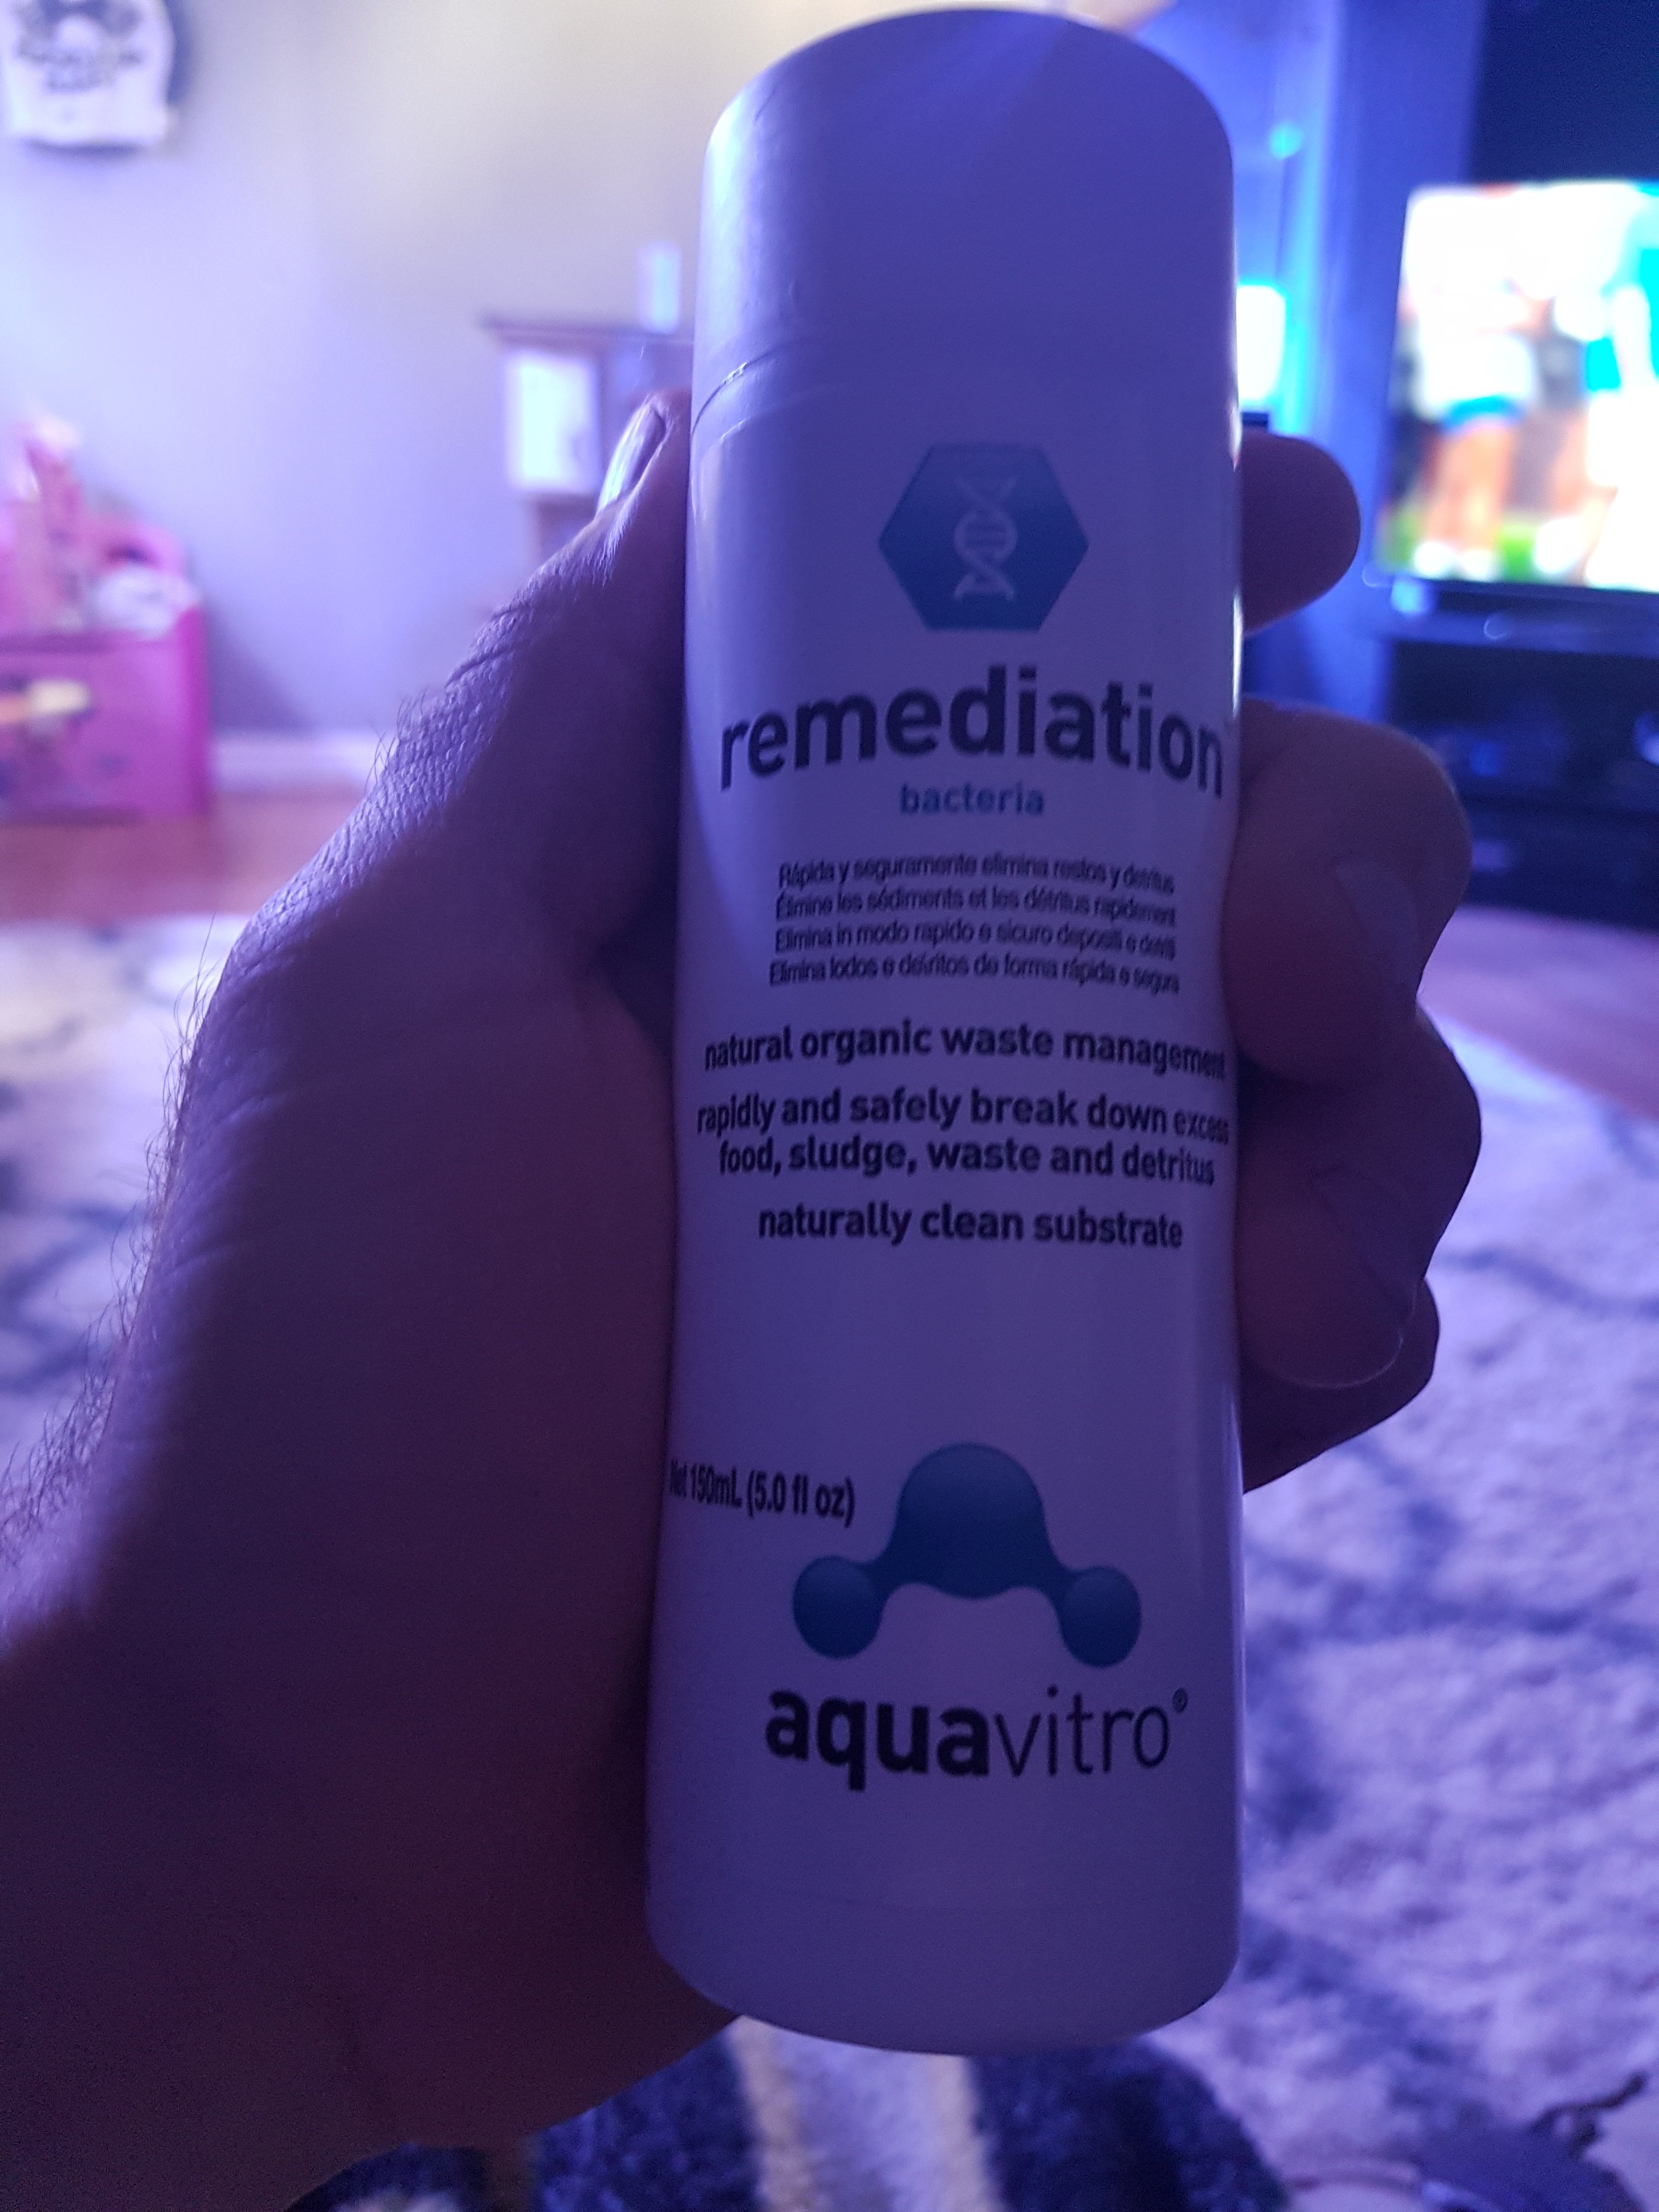 remediation
bacteria
Rápida y seguramente elimina restos y detritus
Élimine les sédiments et les détritus rapidement
Elimina in modo rapido e sicuro depositi e detriti
Elimina lodos e detritos de forma rápida e segura
natural organic waste management
rapidly and safely break down excess
food, sludge, waste and detritus
naturally clean substrate
Net 150mL (5.0 fl oz)
aquavitro®